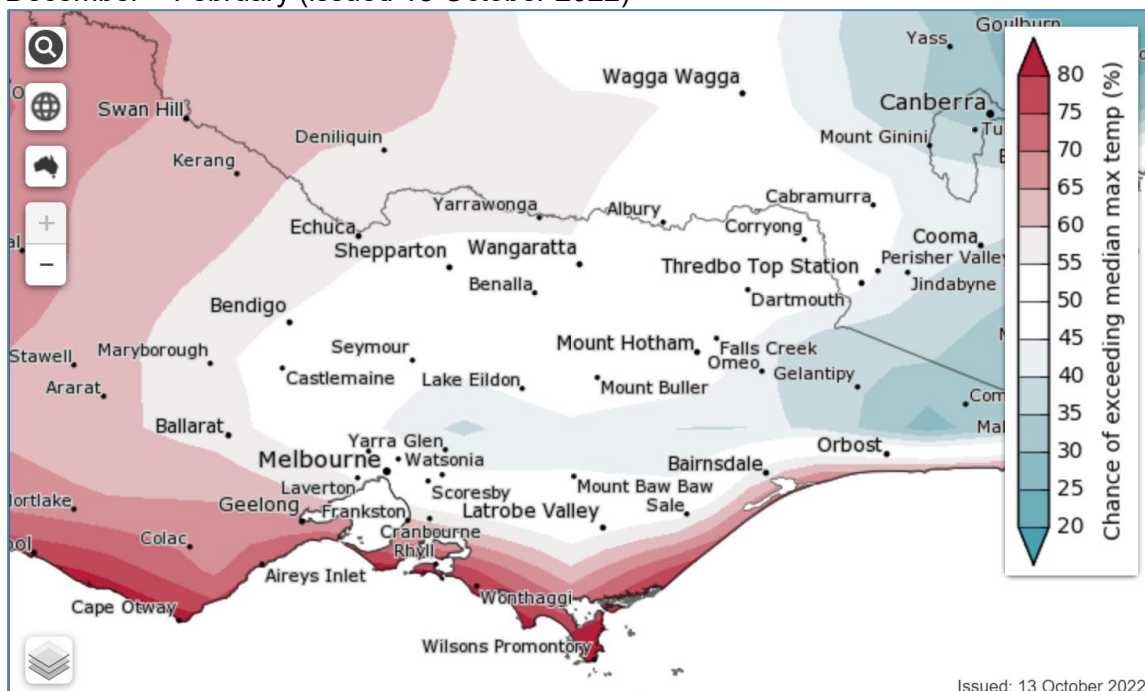 December – February (issued 13 October 2022)
Goulburn
Yass
Wagga Wagga
Swan Hill
Canberra
Deniliquin
Mount Ginini
Kerang
Cabramurra
Yarrawonga
Albury
Echuca
Corryong
Cooma
Shepparton
Wangaratta
Perisher Valley
Thredbo Top Station
Benalla
Jindabyne
Dartmouth
Bendigo
Mount Hotham
Seymour
Maryborough
Stawell
Falls Creek
Omeo
Castlemaine
Lake Eildon
Gelantipy
Ararat
Mount Buller
Com
Ballarat
Yarra Glen
Orbost
Melbourne
Watsonia
Bairnsdale
Laverton
Scoresby
Mount Baw Baw
Geelong
Frankston
Latrobe Valley
Sale
Cranbourne
Colac
Rhyll
Aireys Inlet
Wonthaggi
Cape Otway
Wilsons Promontory
80
75
70
65
60
55
50
45
40
35
30
25
20
Chance of exceeding median max temp (%)
Issued: 13 October 2022